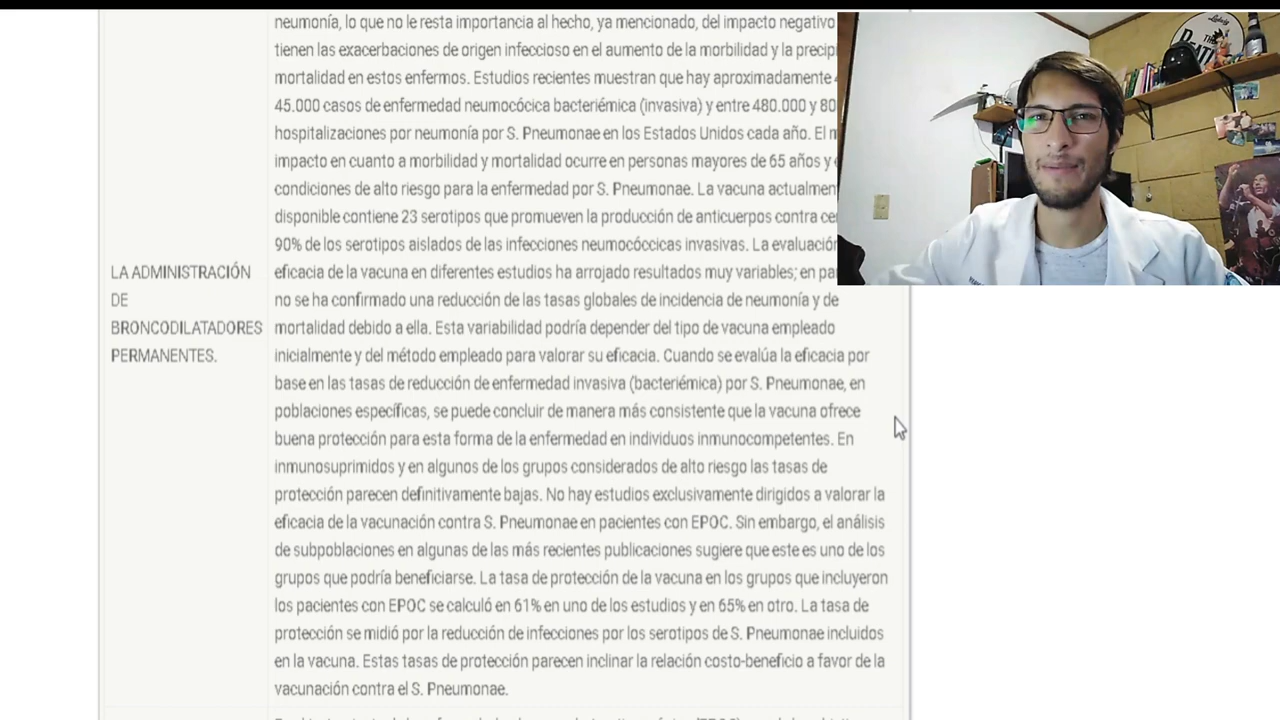 neumonía, lo que no le resta importancia al hecho, ya mencionado, del impacto negativo
tienen las exacerbaciones de origen infeccioso en el aumento de la morbilidad y la
mortalidad en estos enfermos. Estudios recientes muestran que hay aproximadamente
45.000 casos de enfermedad neumocócica bacteriémica (invasiva) y entre 480.000 y
hospitalizaciones por neumonía por S. Pneumonae en los Estados Unidos cada año. El
impacto en cuanto a morbilidad y mortalidad ocurre en personas mayores de 65 años y
condiciones de alto riesgo para la enfermedad por S. Pneumonae. La vacuna
disponible contiene 23 serotipos que promueven la producción de anticuerpos contra
90% de los serotipos aislados de las infecciones neumocóccicas invasivas. La evaluación
LA ADMINISTRACIÓN
DE
BRONCODILATADORES
PERMANENTES.
eficacia de la vacuna en diferentes estudios ha arrojado resultados muy variables; en
no se ha confirmado una reducción de las tasas globales de incidencia de neumonía y de
mortalidad debido a ella. Esta variabilidad podría depender del tipo de vacuna empleado
inicialmente y del método empleado para valorar su eficacia. Cuando se evalúa la eficacia por
base en las tasas de reducción de enfermedad invasiva (bacteriémica) por S. Pneumonae, en
poblaciones específicas, se puede concluir de manera más consistente que la vacuna ofrece
buena protección para esta forma de la enfermedad en individuos inmunocompetentes. En
inmunosuprimidos y en algunos de los grupos considerados de alto riesgo las tasas de
protección parecen definitivamente bajas. No hay estudios exclusivamente dirigidos a valorar la
eficacia de la vacunación contra S. Pneumonae en pacientes con EPOC. Sin embargo, el análisis
de subpoblaciones en algunas de las más recientes publicaciones sugiere que este es uno de los
grupos que podría beneficiarse. La tasa de protección de la vacuna en los grupos que incluyeron
los pacientes con EPOC se calculó en 61% en uno de los estudios y en 65% en otro. La tasa de
protección se midió por la reducción de infecciones por los serotipos de S. Pneumonae incluidos
en la vacuna. Estas tasas de protección parecen inclinar la relación costo-beneficio a favor de la
vacunación contra el S. Pneumonae.
Ludwig
THE